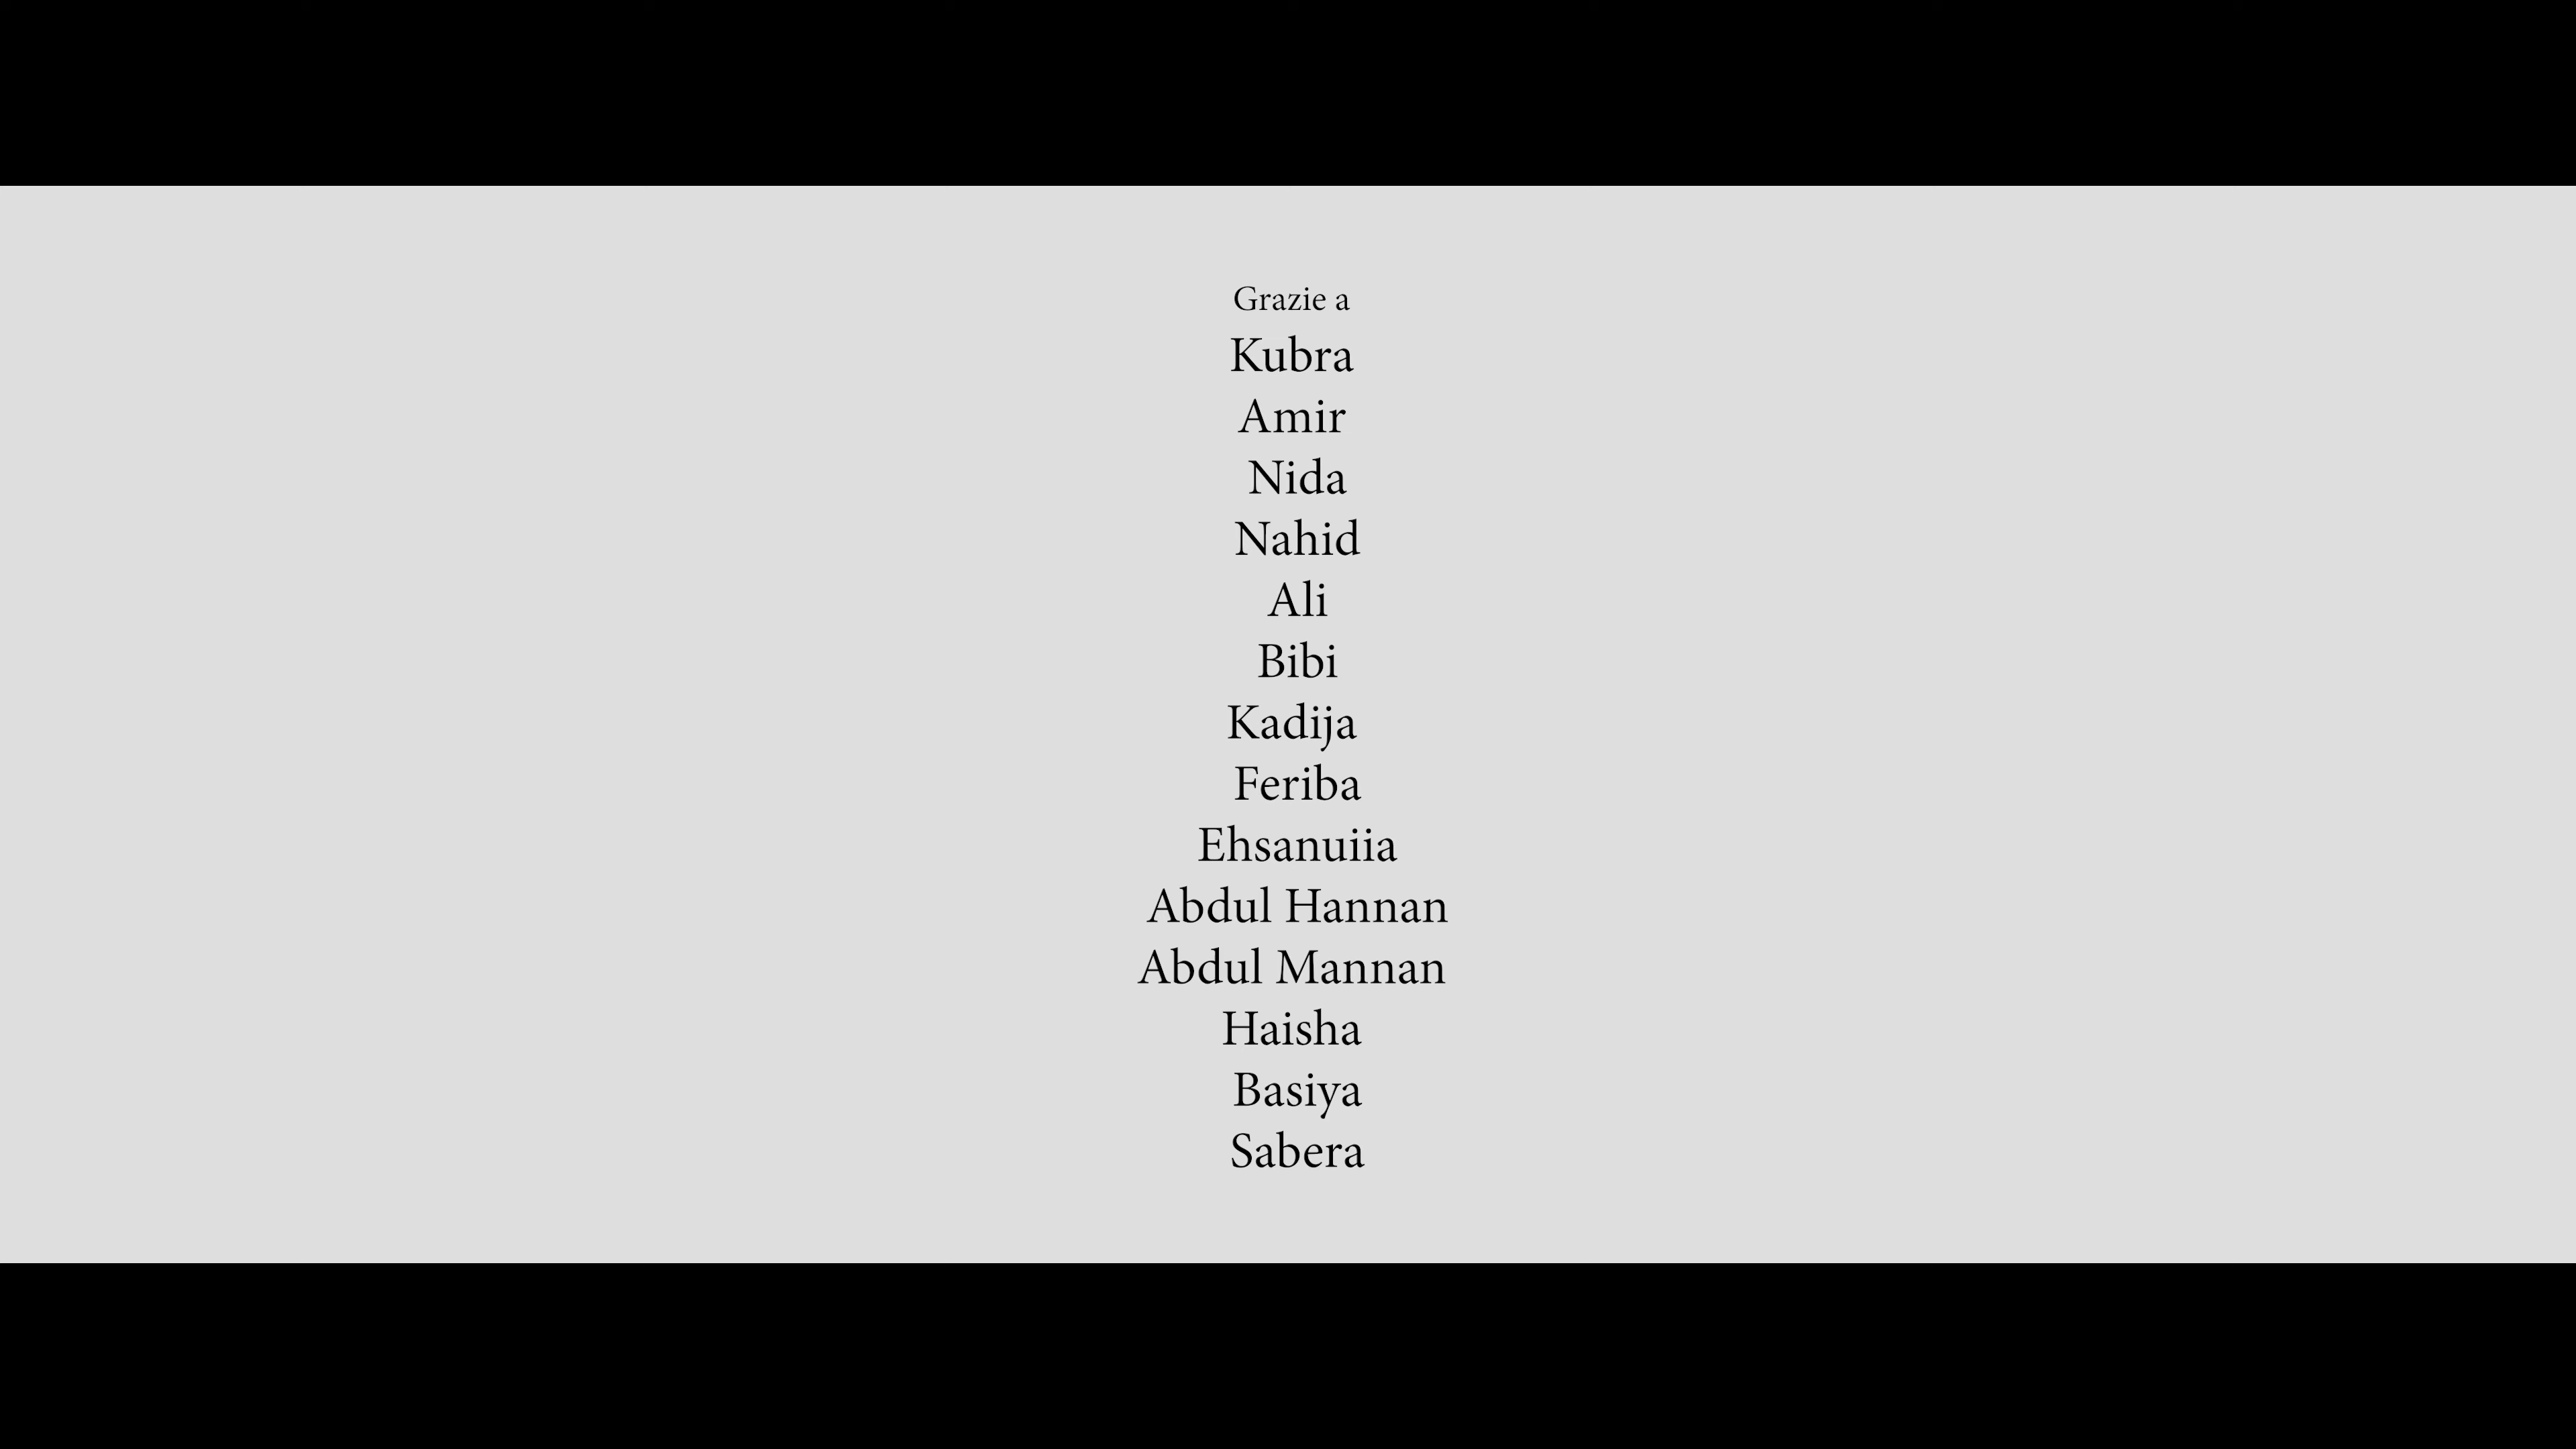 Grazie a
Kubra
Amir
Nida
Nahid
Ali
Bibi
Kadija
Feriba
Ehsanuiia
Abdul Hannan
Abdul Mannan
Haisha
Basiya
Sabera